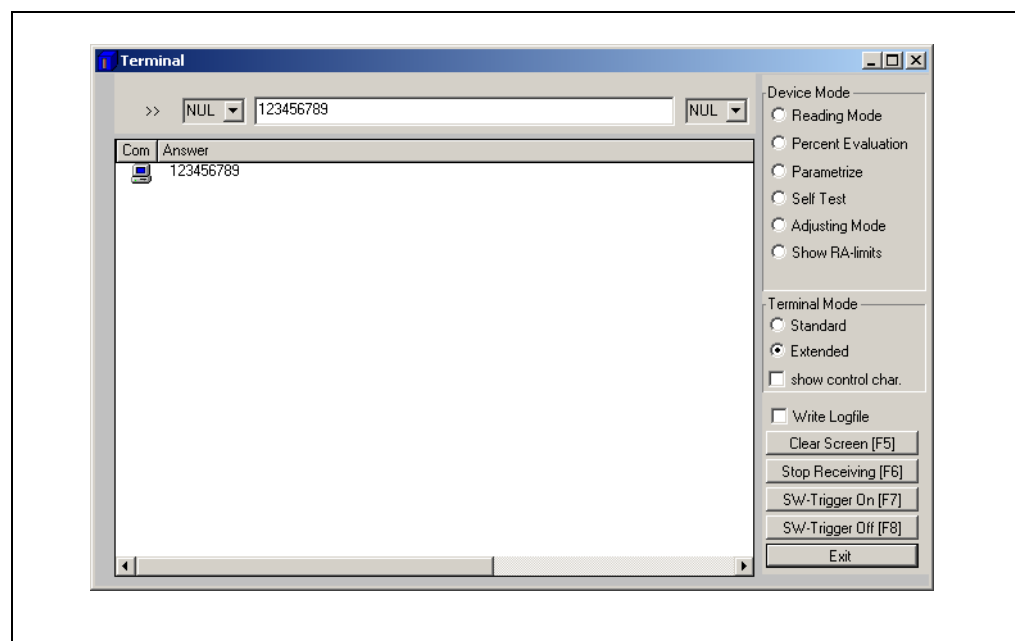 Terminal
>> NUL 123456789 NUL
Com Answer
123456789
Device Mode
Reading Mode
Percent Evaluation
Parametrize
Self Test
Adjusting Mode
Show RA-limits
Terminal Mode
Standard
Extended
show control char.
Write Logfile
Clear Screen [F5]
Stop Receiving [F6]
SW-Trigger On [F7]
SW-Trigger Off [F8]
Exit